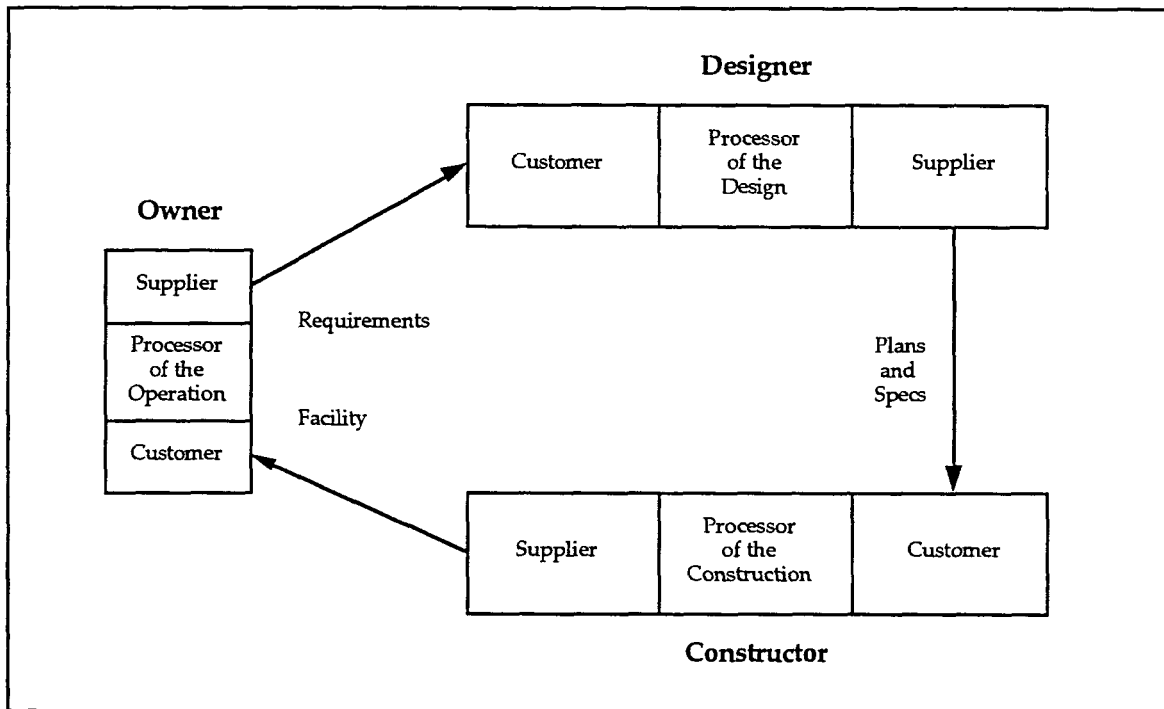 Designer
Customer
Processor
of the
Design
Supplier
Owner
Supplier
Processor
of the
Operation
Customer
Requirements
Facility
Plans
and
Specs
Supplier
Processor
of the
Construction
Customer
Constructor